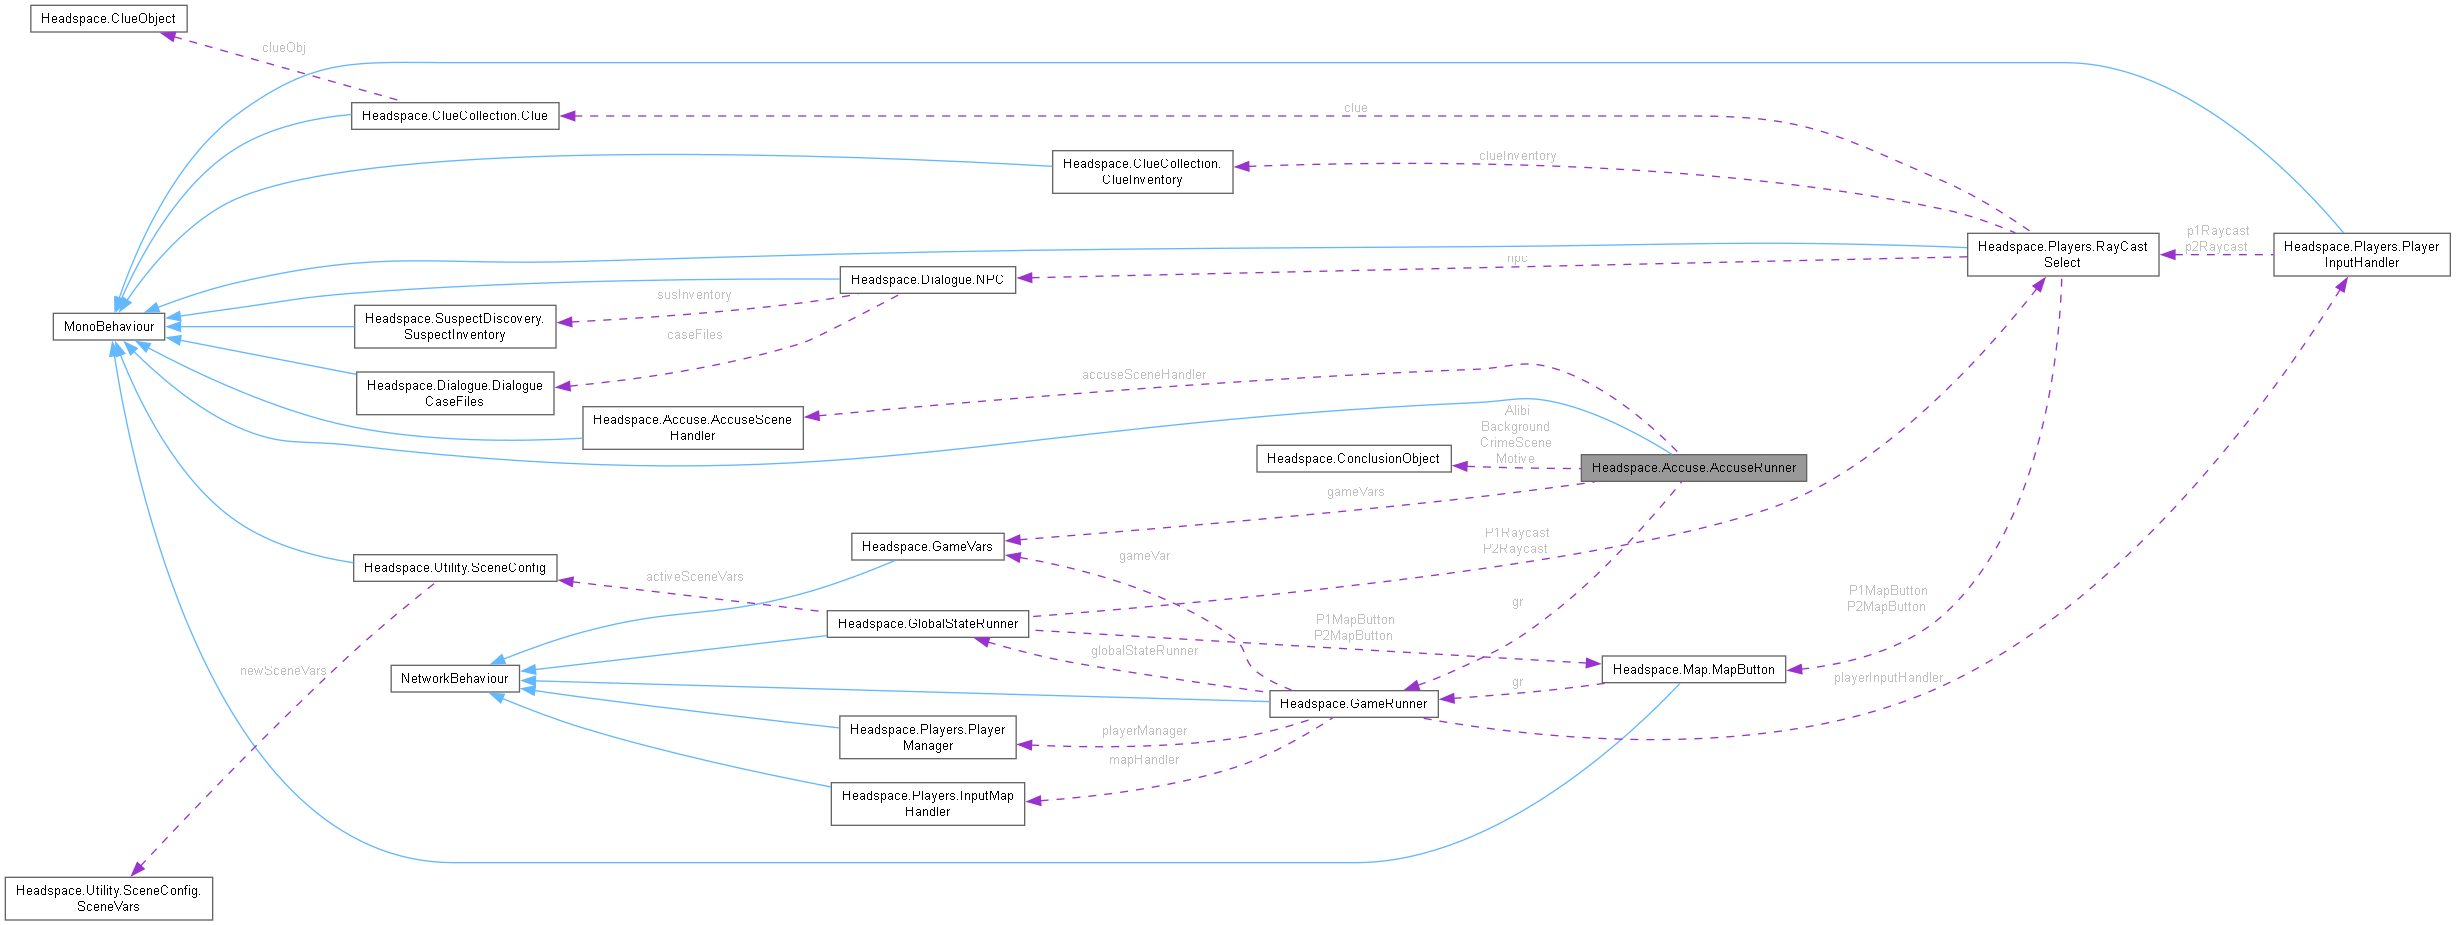 Headspace.ClueObject
clueObj
Headspace.ClueCollection.Clue
clue
Headspace.ClueCollection.
ClueInventory
clueInventory
Headspace.Players.RayCast
Select
p1Raycast
p2Raycast
Headspace.Players.Player
InputHandler
npc
Headspace.Dialogue.NPC
susInventory
MonoBehaviour
Headspace.SuspectDiscovery.
SuspectInventory
caseFiles
Headspace.Dialogue.Dialogue
CaseFiles
accuseSceneHandler
Headspace.Accuse.AccuseScene
Handler
Alibi
Background
CrimeScene
Motive
Headspace.ConclusionObject
Headspace.Accuse.AccuseRunner
gameVars
Headspace.GameVars
gameVar
P1Raycast
P2Raycast
Headspace.Utility.SceneConfig
activeSceneVars
gr
P1MapButton
P2MapButton
Headspace.GlobalStateRunner
P1MapButton
P2MapButton
globalStateRunner
newSceneVars
NetworkBehaviour
Headspace.Map.MapButton
gr
playerInputHandler
Headspace.GameRunner
Headspace.Players.Player
Manager
playerManager
mapHandler
Headspace.Players.InputMap
Handler
Headspace.Utility.SceneConfig.
SceneVars